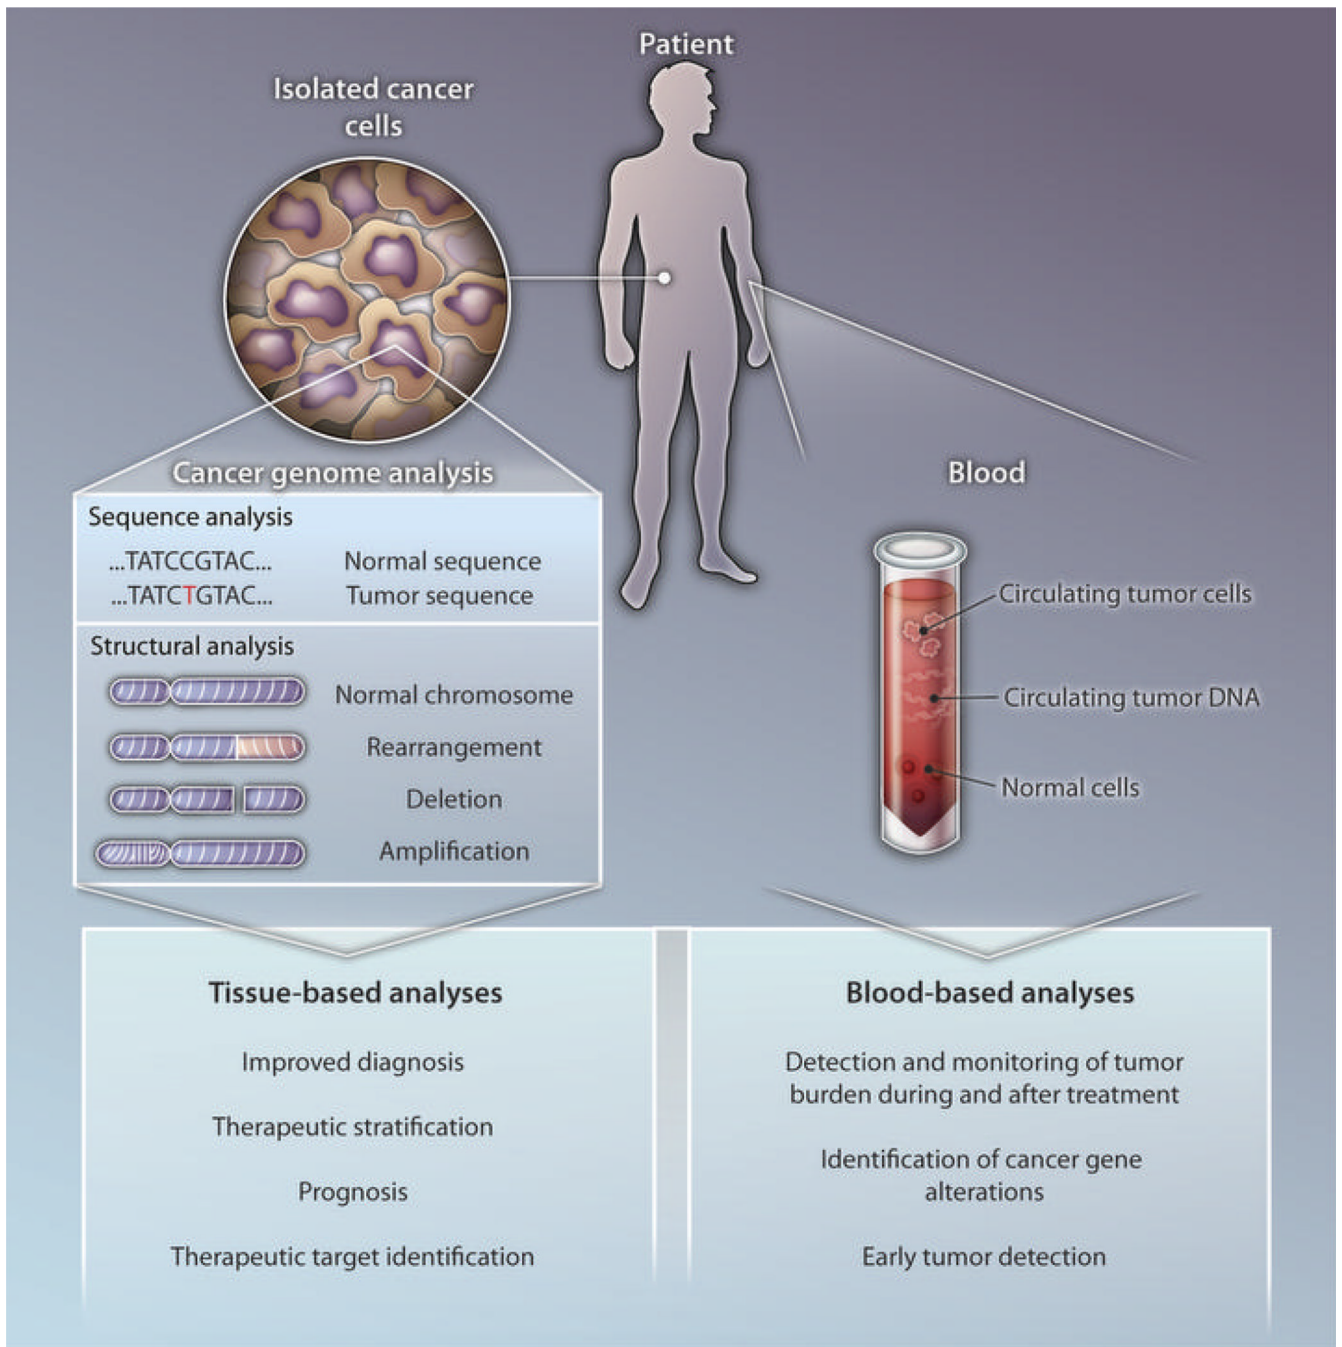 Patient
Isolated cancer
cells
Cancer genome analysis
Sequence analysis
...TATCCGTAC... Normal sequence
...TATCTGTAC... Tumor sequence
Structural analysis
Normal chromosome
Rearrangement
Deletion
Amplification
Blood
Circulating tumor cells
Circulating tumor DNA
Normal cells
Tissue-based analyses
Improved diagnosis
Therapeutic stratification
Prognosis
Therapeutic target identification
Blood-based analyses
Detection and monitoring of tumor
burden during and after treatment
Identification of cancer gene
alterations
Early tumor detection